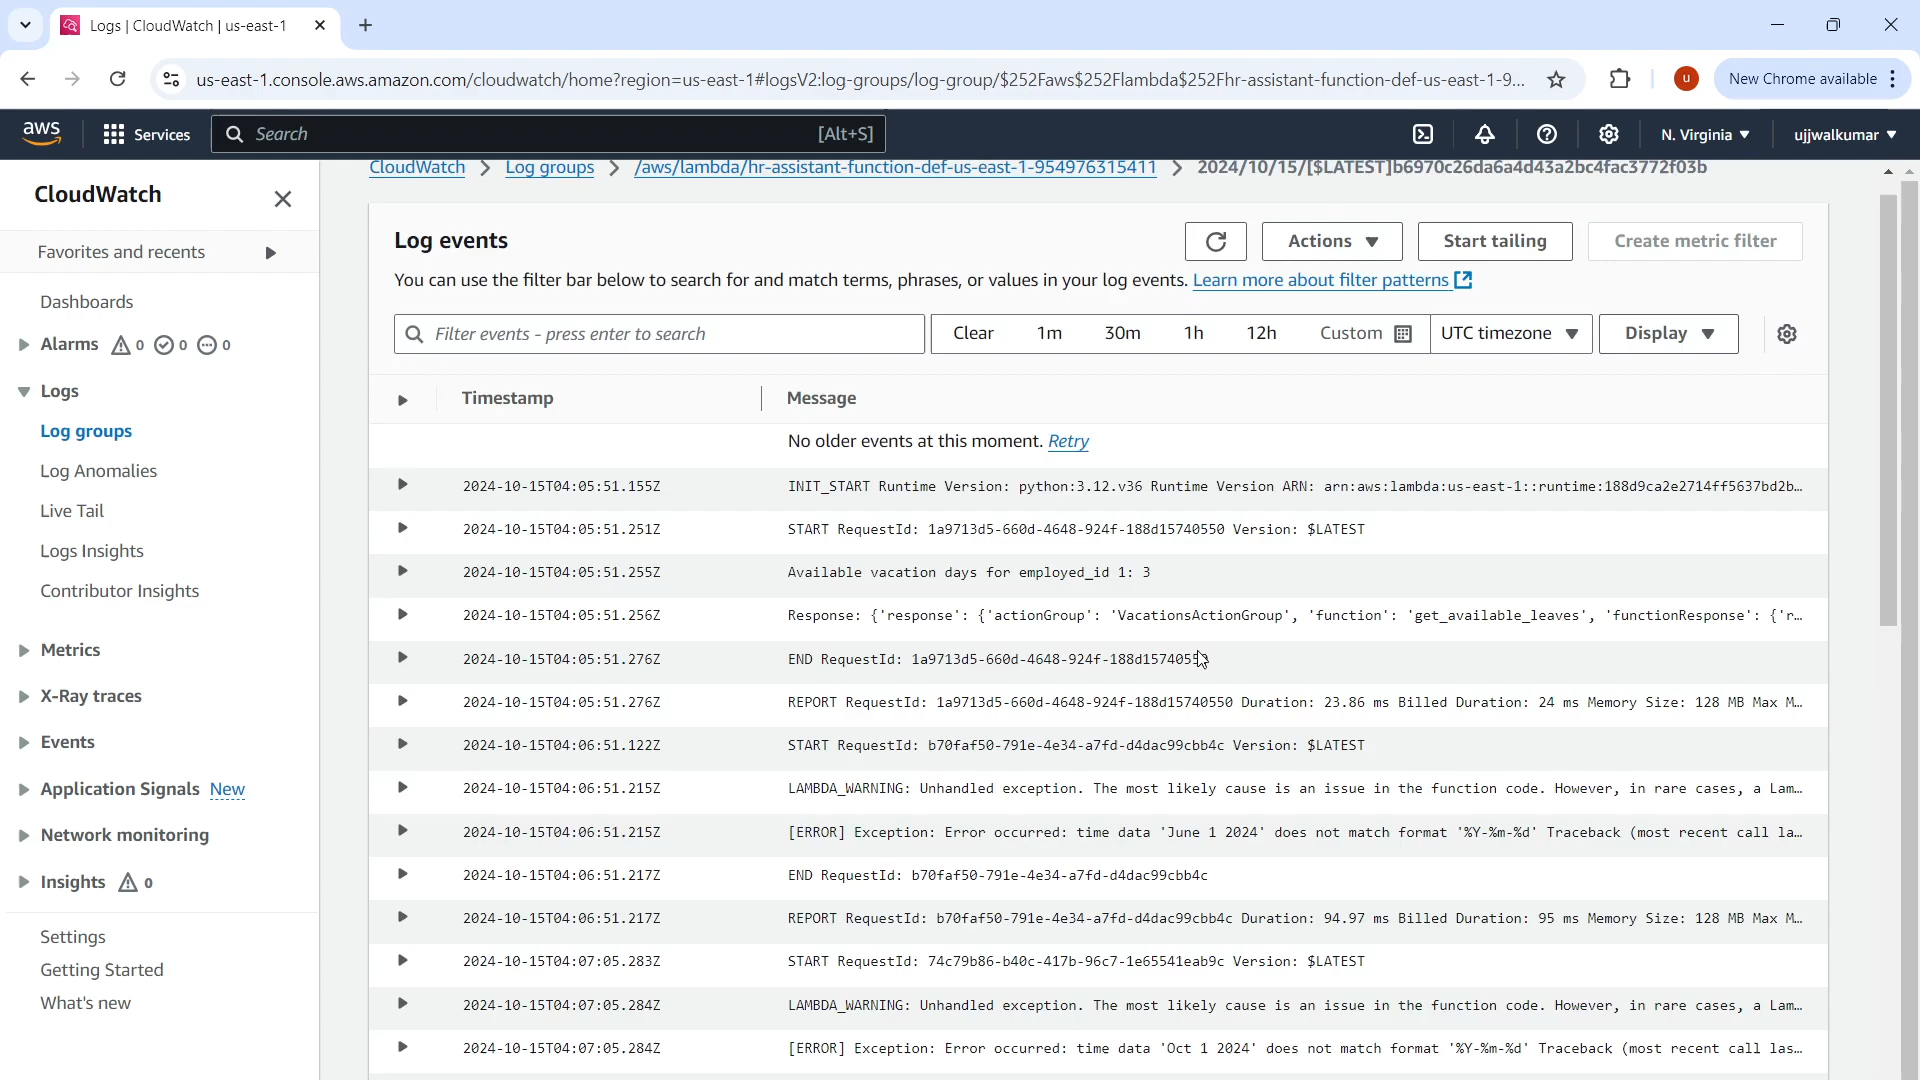 Logs | CloudWatch | us-east-1
us-east-1.console.aws.amazon.com/cloudwatch/home?region=us-east-1#logsV2:log-groups/log-group/$252Faws$252Flambda$252Fhr-assistant-function-def-us-east-1-9...
u
New Chrome available
aws
Services
Search
[Alt+S]
N. Virginia
ujjwalkumar
CloudWatch
Favorites and recents
Dashboards
Alarms 0 0 0
Logs
Log groups
Log Anomalies
Live Tail
Logs Insights
Contributor Insights
Metrics
X-Ray traces
Events
Application Signals New
Network monitoring
Insights 0
Settings
Getting Started
What's new
CloudWatch > Log groups > /aws/lambda/hr-assistant-function-def-us-east-1-954976315411 > 2024/10/15/[$LATEST]b6970c26da6a4d43a2bc4fac3772f03b
Log events
Actions
Start tailing
Create metric filter
You can use the filter bar below to search for and match terms, phrases, or values in your log events. Learn more about filter patterns
Filter events - press enter to search
Clear 1m 30m 1h 12h Custom
UTC timezone
Display
Timestamp Message
No older events at this moment. Retry
2024-10-15T04:05:51.155Z INIT_START Runtime Version: python:3.12.v36 Runtime Version ARN: arn:aws:lambda:us-east-1::runtime:188d9ca2e2714ff5637bd2b…
2024-10-15T04:05:51.251Z START RequestId: 1a9713d5-660d-4648-924f-188d15740550 Version: $LATEST
2024-10-15T04:05:51.255Z Available vacation days for employed_id 1: 3
2024-10-15T04:05:51.256Z Response: {'response': {'actionGroup': 'VacationsActionGroup', 'function': 'get_available_leaves', 'functionResponse': {'r…
2024-10-15T04:05:51.276Z END RequestId: 1a9713d5-660d-4648-924f-188d15740550
2024-10-15T04:05:51.276Z REPORT RequestId: 1a9713d5-660d-4648-924f-188d15740550 Duration: 23.86 ms Billed Duration: 24 ms Memory Size: 128 MB Max M…
2024-10-15T04:06:51.122Z START RequestId: b70faf50-791e-4e34-a7fd-d4dac99cbb4c Version: $LATEST
2024-10-15T04:06:51.215Z LAMBDA_WARNING: Unhandled exception. The most likely cause is an issue in the function code. However, in rare cases, a Lam…
2024-10-15T04:06:51.215Z [ERROR] Exception: Error occurred: time data 'June 1 2024' does not match format '%Y-%m-%d' Traceback (most recent call la…
2024-10-15T04:06:51.217Z END RequestId: b70faf50-791e-4e34-a7fd-d4dac99cbb4c
2024-10-15T04:06:51.217Z REPORT RequestId: b70faf50-791e-4e34-a7fd-d4dac99cbb4c Duration: 94.97 ms Billed Duration: 95 ms Memory Size: 128 MB Max M…
2024-10-15T04:07:05.283Z START RequestId: 74c79b86-b40c-417b-96c7-1e65541eab9c Version: $LATEST
2024-10-15T04:07:05.284Z LAMBDA_WARNING: Unhandled exception. The most likely cause is an issue in the function code. However, in rare cases, a Lam…
2024-10-15T04:07:05.284Z [ERROR] Exception: Error occurred: time data 'Oct 1 2024' does not match format '%Y-%m-%d' Traceback (most recent call las…